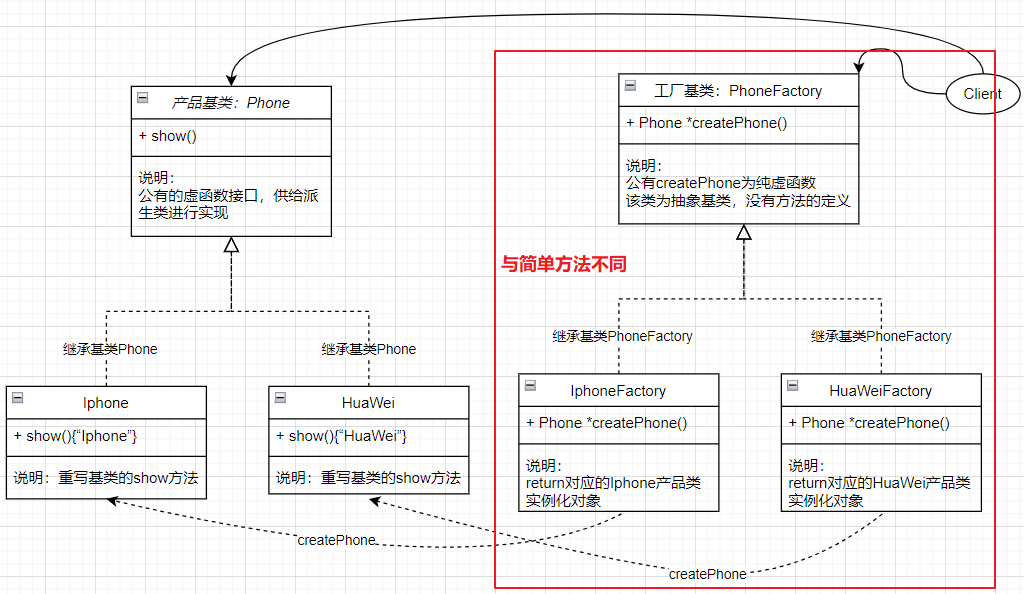 产品基类：Phone
+ show()
说明：
公有的虚函数接口，供给派
生类进行实现
工厂基类：PhoneFactory
+ Phone *createPhone()
说明：
公有createPhone为纯虚函数
该类为抽象基类，没有方法的定义
Client
与简单方法不同
继承基类Phone
继承基类Phone
继承基类PhoneFactory
继承基类PhoneFactory
Iphone
+ show(){“Iphone”}
说明：重写基类的show方法
HuaWei
+ show(){“HuaWei”}
说明：重写基类的show方法
IphoneFactory
+ Phone *createPhone()
说明：
return对应的Iphone产品类
实例化对象
HuaWeiFactory
+ Phone *createPhone()
说明：
return对应的HuaWei产品类
实例化对象
createPhone
createPhone